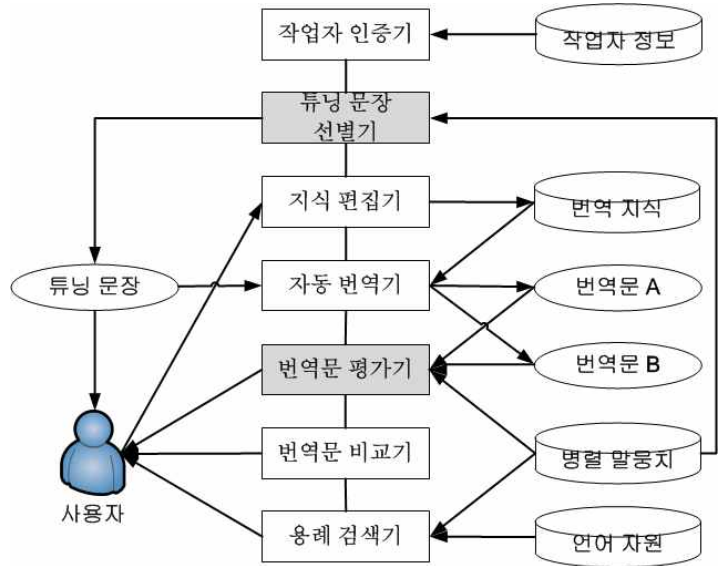 작업자 인증기
작업자 정보
튜닝 문장
선별기
지식 편집기
번역 지식
튜닝 문장
자동 번역기
번역문 A
번역문 평가기
번역문 B
번역문 비교기
병렬 말뭉치
사용자
용례 검색기
언어 자원